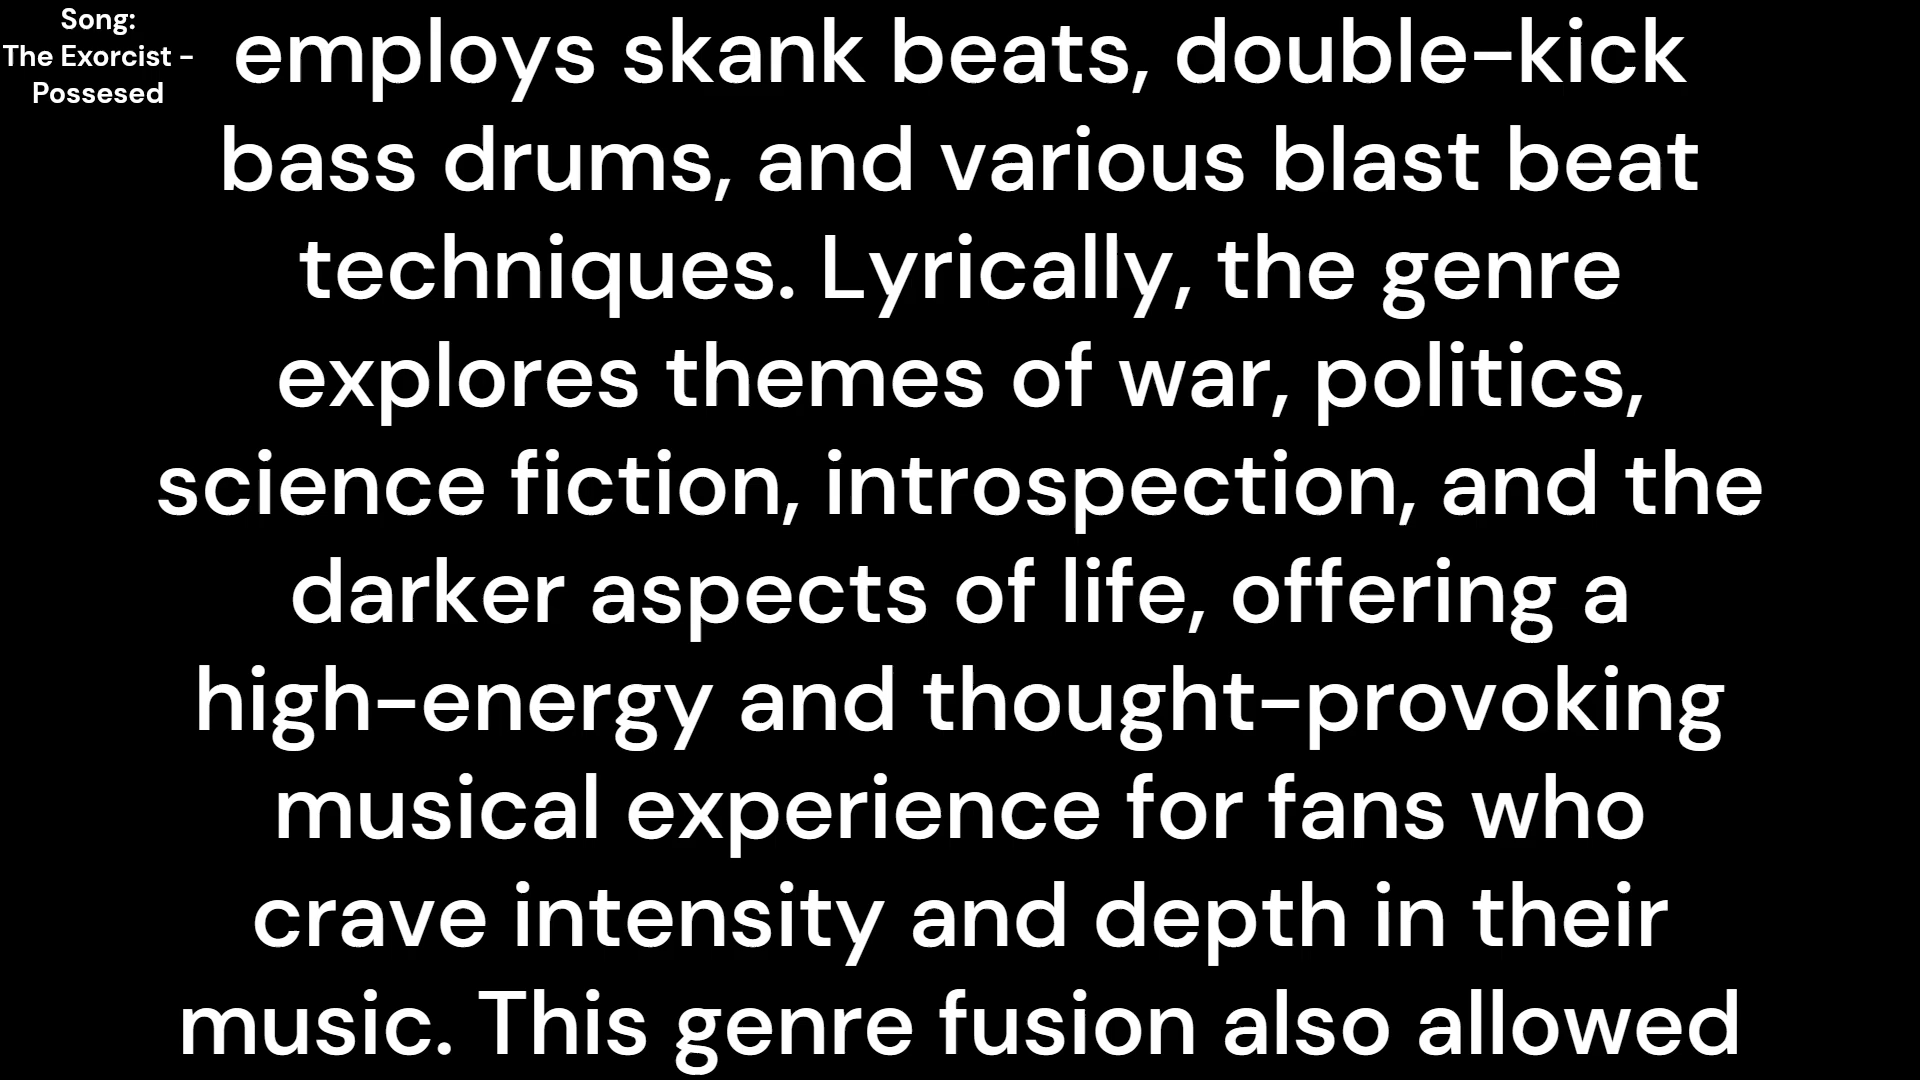 Song:
The Exorcist -
Possesed
employs skank beats, double-kick
bass drums, and various blast beat
techniques. Lyrically, the genre
explores themes of war, politics,
science fiction, introspection, and the
darker aspects of life, offering a
high-energy and thought-provoking
musical experience for fans who
crave intensity and depth in their
music. This genre fusion also allowed